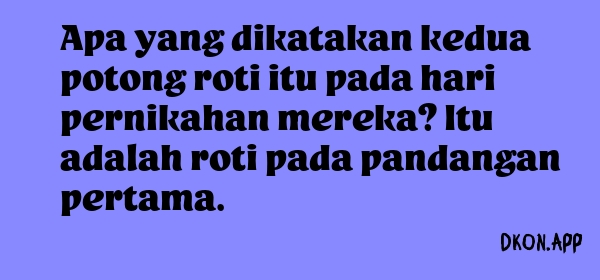 Apa yang dikatakan kedua
potong roti itu pada hari
pernikahan mereka? Itu
adalah roti pada pandangan
pertama.
DKON.APP